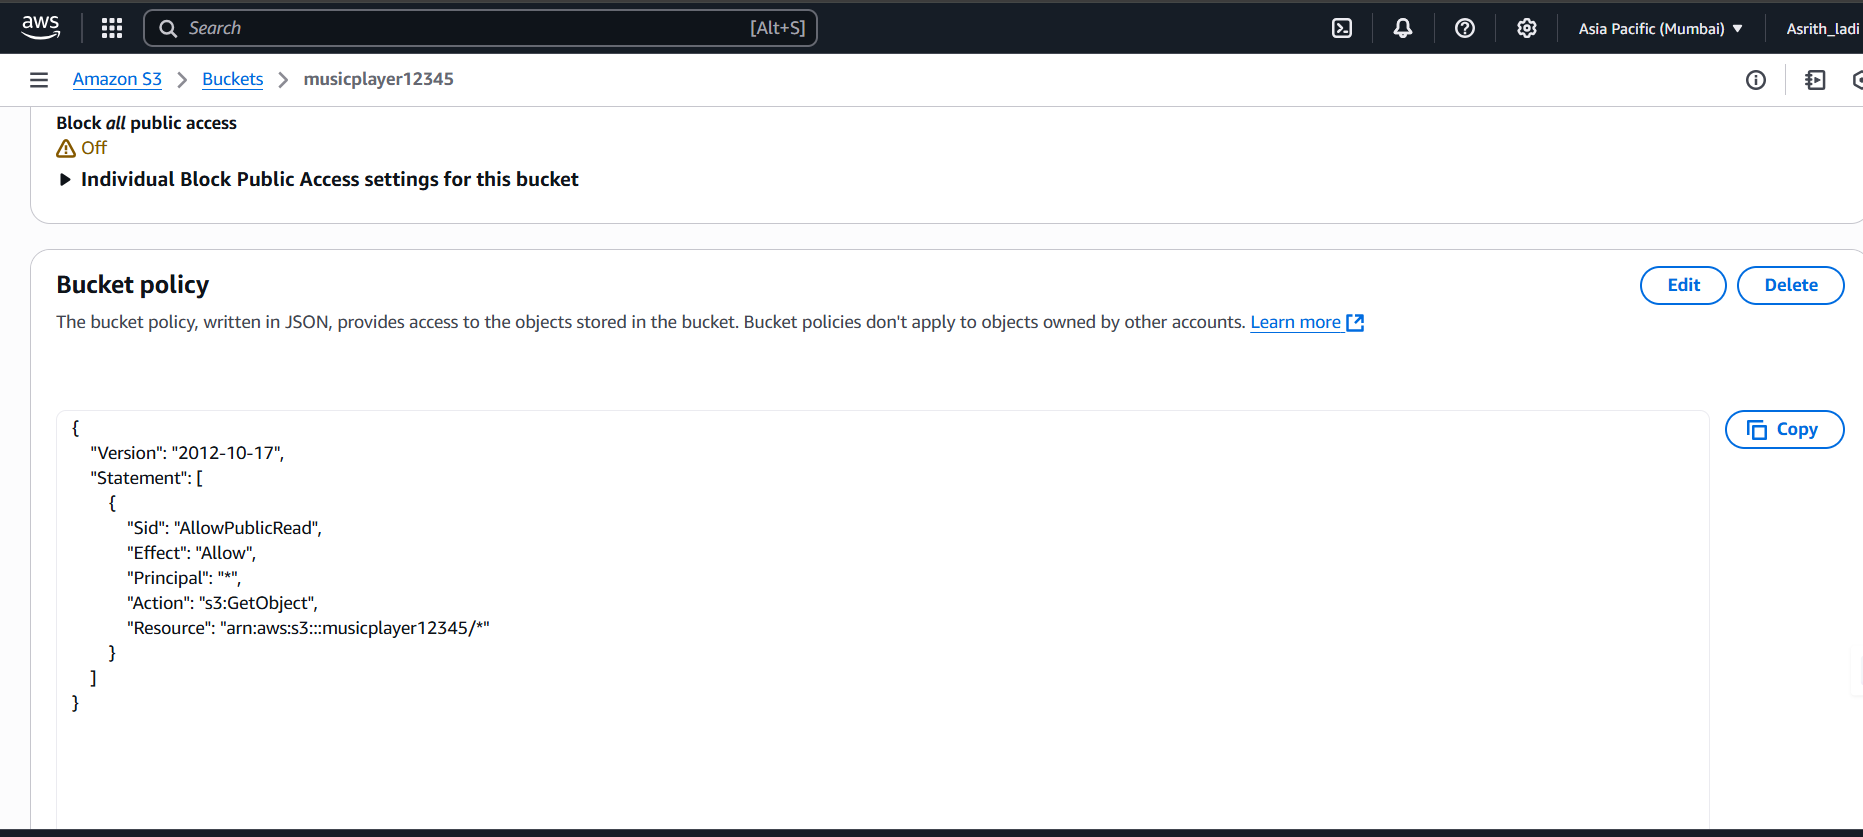 aws
Search [Alt+S] Asia Pacific (Mumbai) Asrith_ladi
Amazon S3 Buckets musicplayer12345
Block all public access
Off
Individual Block Public Access settings for this bucket
Bucket policy
Edit Delete
The bucket policy, written in JSON, provides access to the objects stored in the bucket. Bucket policies don't apply to objects owned by other accounts. Learn more
Copy
{
"Version": "2012-10-17",
"Statement": [
{
"Sid": "AllowPublicRead",
"Effect": "Allow",
"Principal": "*",
"Action": "s3:GetObject",
"Resource": "arn:aws:s3:::musicplayer12345/*"
}
]
}